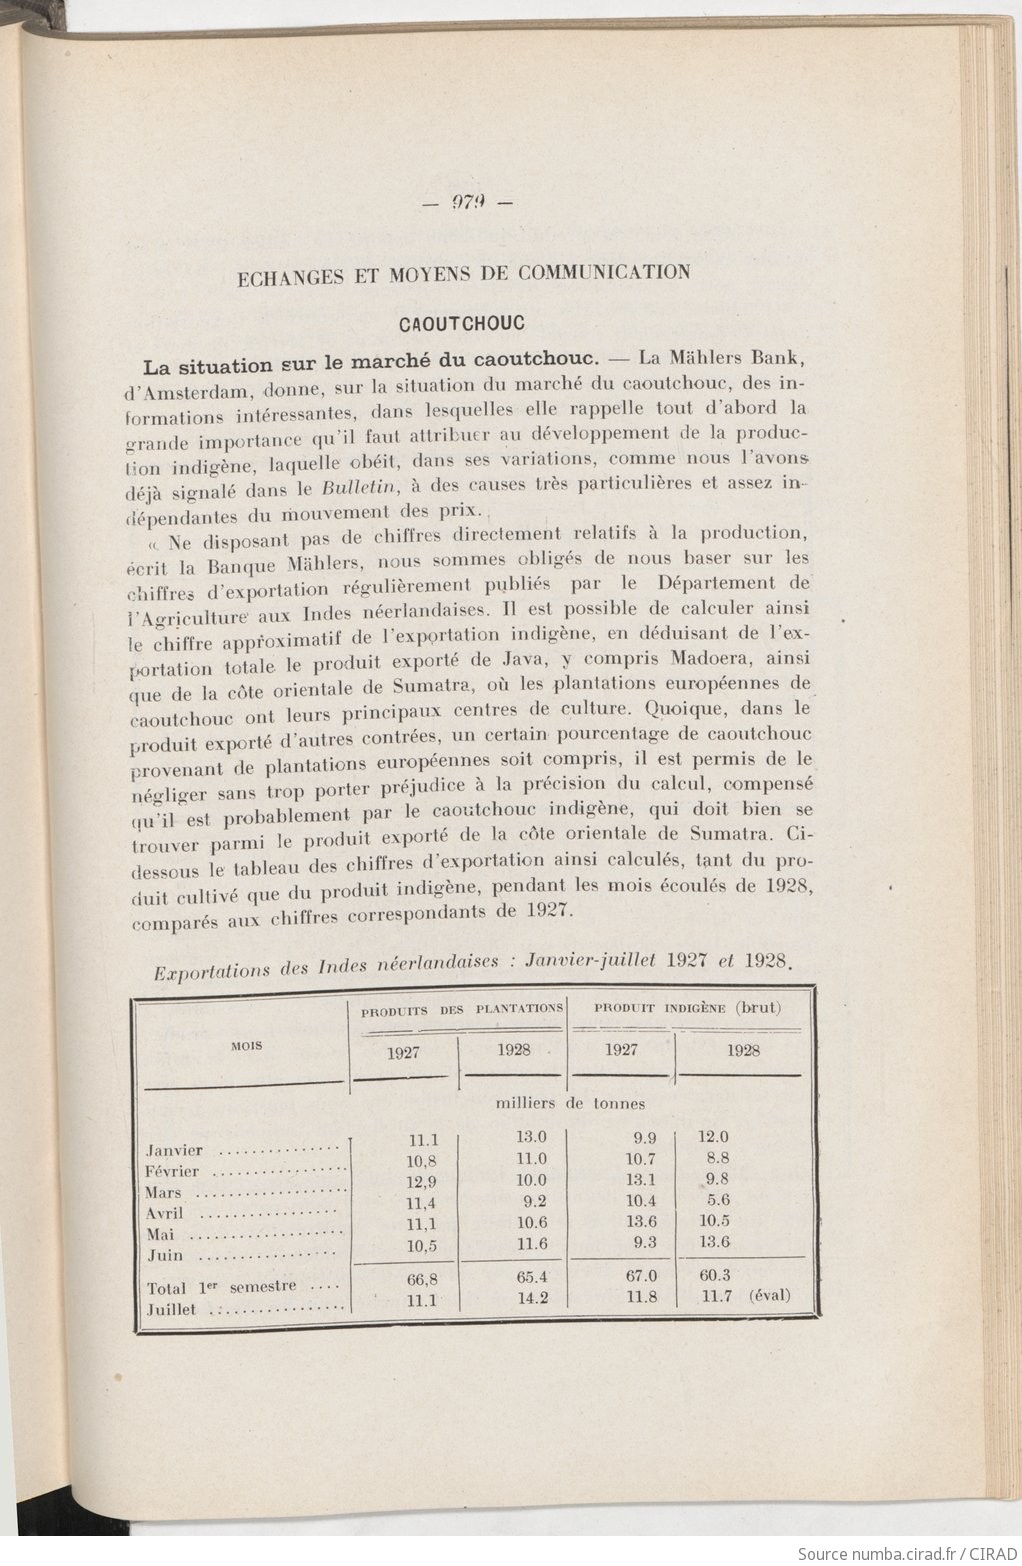 — 979 —
ECHANGES ET MOYENS DE COMMUNICATION
CAOUTCHOUC
La situation sur le marché du caoutchouc. — La Mählers Bank,
d'Amsterdam, donne, sur la situation du marché du caoutchouc, des in-
formations intéressantes, dans lesquelles elle rappelle tout d'abord la
grande importance qu'il faut attribuer au développement de la produc-
tion indigène, laquelle obéit, dans ses variations, comme nous l'avons
déjà signalé dans le Bulletin, à des causes très particulières et assez in-
dépendantes du mouvement des prix.
« Ne disposant pas de chiffres directement relatifs à la production,
écrit la Banque Mählers, nous sommes obligés de nous baser sur les
chiffres d'exportation régulièrement publiés par le Département de
l'Agriculture aux Indes néerlandaises. Il est possible de calculer ainsi
le chiffre approximatif de l'exportation indigène, en déduisant de l'ex-
portation totale le produit exporté de Java, y compris Madoera, ainsi
que de la côte orientale de Sumatra, où les plantations européennes de
caoutchouc ont leurs principaux centres de culture. Quoique, dans le
produit exporté d'autres contrées, un certain pourcentage de caoutchouc
provenant de plantations européennes soit compris, il est permis de le
négliger sans trop porter préjudice à la précision du calcul, compensé
qu'il est probablement par le caoutchouc indigène, qui doit bien se
trouver parmi le produit exporté de la côte orientale de Sumatra. Ci-
dessous le tableau des chiffres d'exportation ainsi calculés, tant du pro-
duit cultivé que du produit indigène, pendant les mois écoulés de 1928,
comparés aux chiffres correspondants de 1927.
Exportations des Indes néerlandaises : Janvier-juillet 1927 et 1928.
MOIS PRODUITS DES PLANTATIONS PRODUIT INDIGÈNE (brut)
1927 1928 1927 1928
milliers de tonnes
Janvier ............... 11.1 13.0 9.9 12.0
Février ................ 10,8 11.0 10.7 8.8
Mars ................... 12,9 10.0 13.1 9.8
Avril ................. 11,4 9.2 10.4 5.6
Mai ................... 11,1 10.6 13.6 10.5
Juin ................. 10,5 11.6 9.3 13.6
Total 1er semestre .... 66,8 65.4 67.0 60.3
Juillet ................ 11.1 14.2 11.8 11.7 (éval)
Source numba.cirad.fr / CIRAD